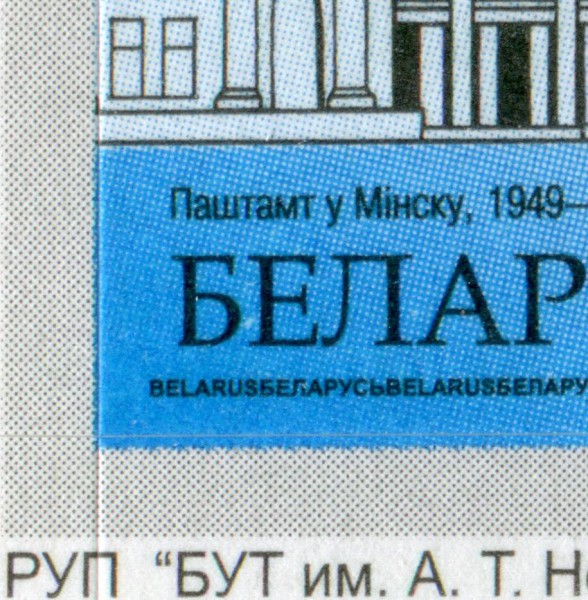 Паштамт у Мінску, 1949–
БЕЛАР
BELARUSБЕЛАРУСЬBELARUSБЕЛАРУ
РУП “БУТ им. А. Т. Н